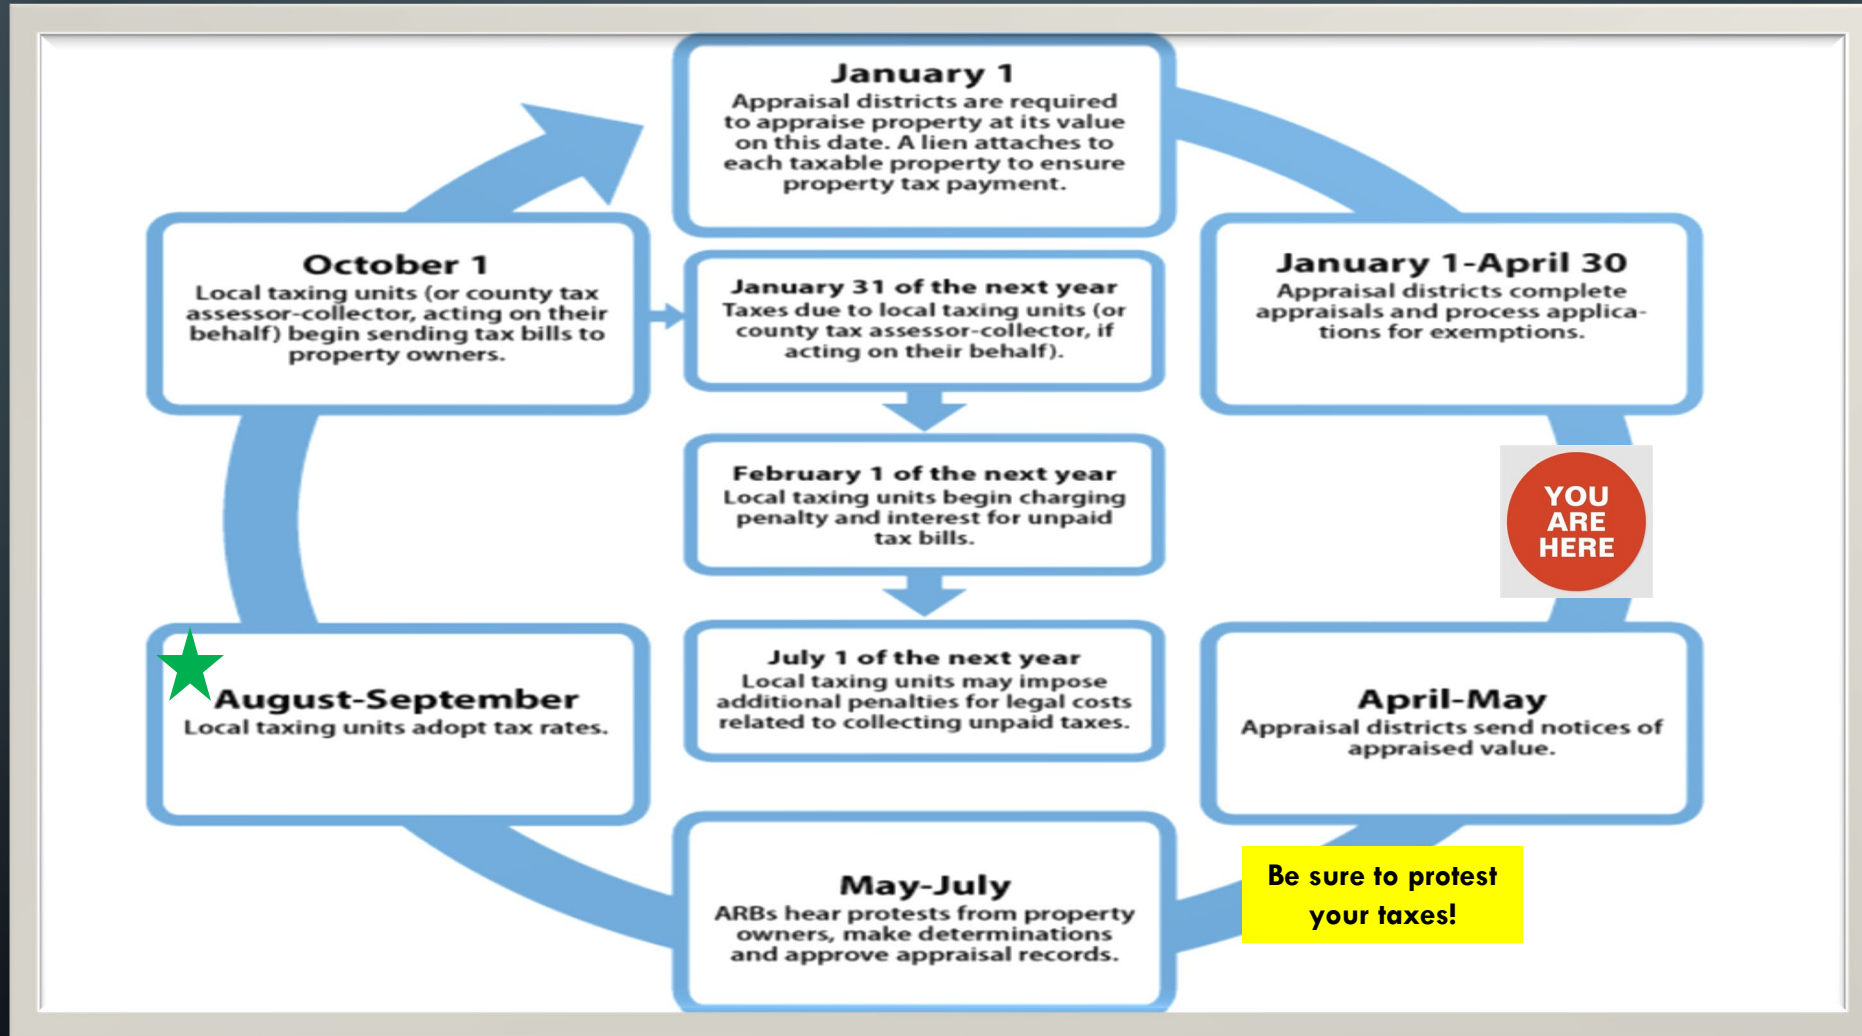 January 1
Appraisal districts are required
to appraise property at its value
on this date. A lien attaches to
each taxable property to ensure
property tax payment.
January 1-April 30
Appraisal districts complete
appraisals and process applica-
tions for exemptions.
YOU
ARE
HERE
April-May
Appraisal districts send notices of
appraised value.
Be sure to protest
your taxes!
May-July
ARBs hear protests from property
owners, make determinations
and approve appraisal records.
August-September
Local taxing units adopt tax rates.
October 1
Local taxing units (or county tax
assessor-collector, acting on their
behalf) begin sending tax bills to
property owners.
January 31 of the next year
Taxes due to local taxing units (or
county tax assessor-collector, if
acting on their behalf).
February 1 of the next year
Local taxing units begin charging
penalty and interest for unpaid
tax bills.
July 1 of the next year
Local taxing units may impose
additional penalties for legal costs
related to collecting unpaid taxes.